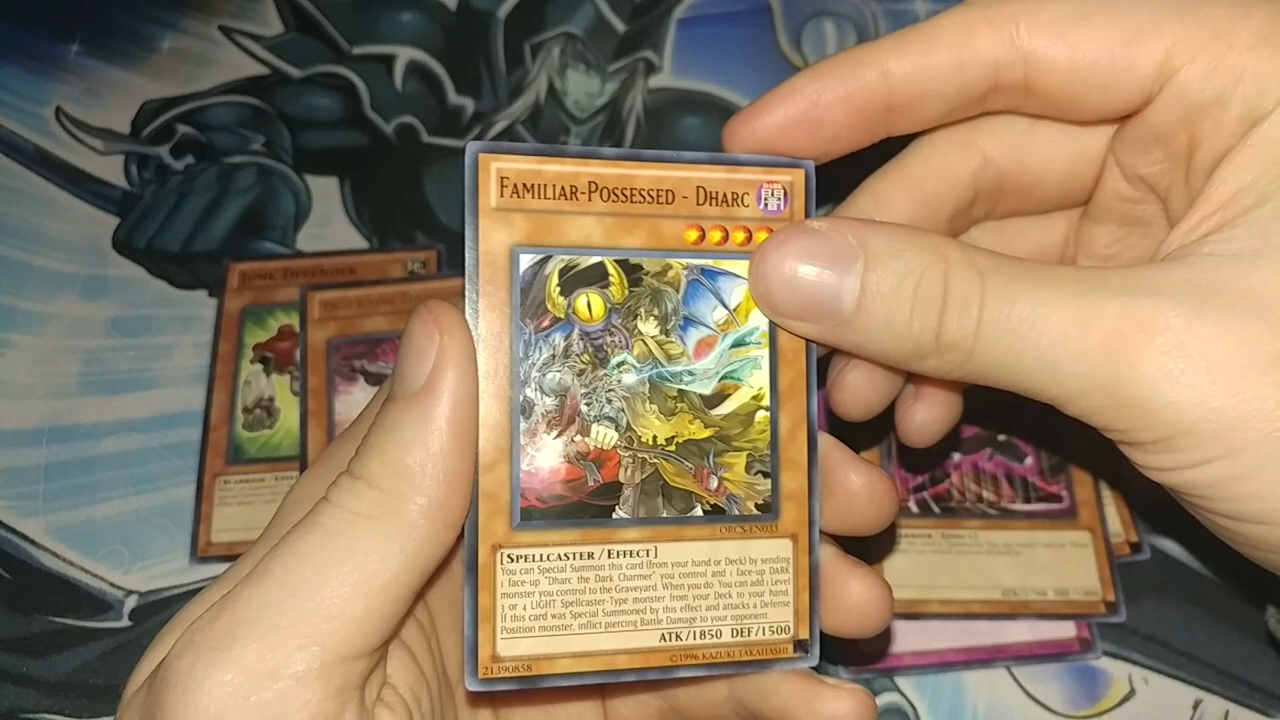 FAMILIAR-POSSESSED - DHARC
DARK
闇
JUNK DEFENDER
ORCS-EN033
[SPELLCASTER / EFFECT]
You can Special Summon this card (from your hand or Deck) by sending
1 face-up "Dharc the Dark Charmer" you control and 1 face-up DARK
monster you control to the Graveyard. When you do: You can add 1 Level
3 or 4 LIGHT Spellcaster-Type monster from your Deck to your hand.
If this card was Special Summoned by this effect and attacks a Defense
Position monster, inflict piercing Battle Damage to your opponent.
ATK/1850 DEF/1500
21390858
©1996 KAZUKI TAKAHASHI